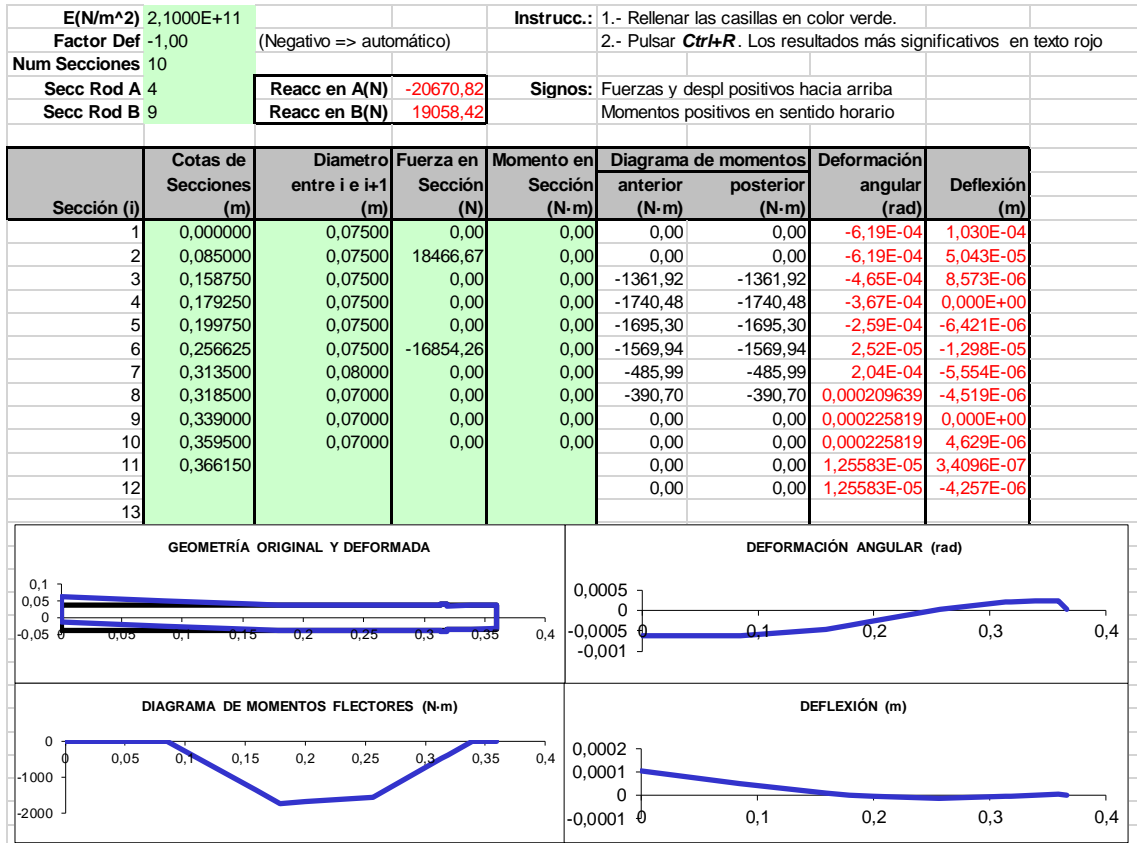 E(N/m^2) 2,1000E+11 Instrucc.: 1.- Rellenar las casillas en color verde.
Factor Def -1,00 (Negativo => automático) 2.- Pulsar Ctrl+R. Los resultados más significativos en texto rojo
Num Secciones 10
Secc Rod A 4 Reacc en A(N) -20670,82 Signos: Fuerzas y despl positivos hacia arriba
Secc Rod B 9 Reacc en B(N) 19058,42 Momentos positivos en sentido horario
Cotas de Diametro Fuerza en Momento en Diagrama de momentos Deformación
Secciones entre i e i+1 Sección Sección anterior posterior angular Deflexión
Sección (i) (m) (m) (N) (N·m) (N·m) (N·m) (rad) (m)
1 0,000000 0,07500 0,00 0,00 0,00 0,00 -6,19E-04 1,030E-04
2 0,085000 0,07500 18466,67 0,00 0,00 0,00 -6,19E-04 5,043E-05
3 0,158750 0,07500 0,00 0,00 -1361,92 -1361,92 -4,65E-04 8,573E-06
4 0,179250 0,07500 0,00 0,00 -1740,48 -1740,48 -3,67E-04 0,000E+00
5 0,199750 0,07500 0,00 0,00 -1695,30 -1695,30 -2,59E-04 -6,421E-06
6 0,256625 0,07500 -16854,26 0,00 -1569,94 -1569,94 2,52E-05 -1,298E-05
7 0,313500 0,08000 0,00 0,00 -485,99 -485,99 2,04E-04 -5,554E-06
8 0,318500 0,07000 0,00 0,00 -390,70 -390,70 0,000209639 -4,519E-06
9 0,339000 0,07000 0,00 0,00 0,00 0,00 0,000225819 0,000E+00
10 0,359500 0,07000 0,00 0,00 0,00 0,00 0,000225819 4,629E-06
11 0,366150 0,00 0,00 1,25583E-05 3,4096E-07
12 0,00 0,00 1,25583E-05 -4,257E-06
13
GEOMETRÍA ORIGINAL Y DEFORMADA
0,1
0,05
0
-0,05
0 0,05 0,1 0,15 0,2 0,25 0,3 0,35 0,4
DEFORMACIÓN ANGULAR (rad)
0,0005
0
-0,0005
-0,001
0 0,1 0,2 0,3 0,4
DIAGRAMA DE MOMENTOS FLECTORES (N·m)
0
-1000
-2000
0 0,05 0,1 0,15 0,2 0,25 0,3 0,35 0,4
DEFLEXIÓN (m)
0,0002
0,0001
0
-0,0001
0 0,1 0,2 0,3 0,4